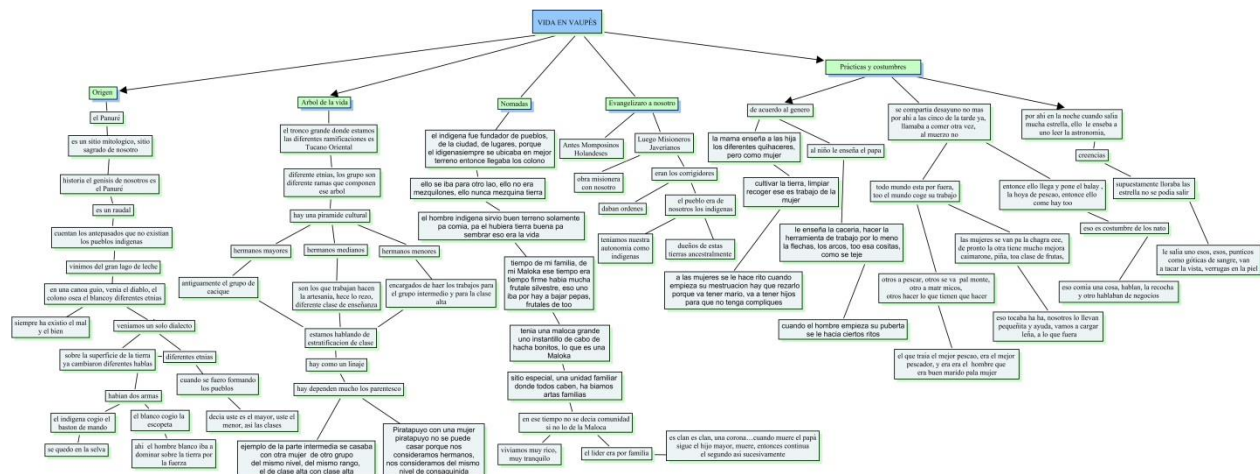 VIDA EN VAUPÉS
Origen
el Panuré
es un sitio mitologico, sitio
sagrado de nosotro
historia el genisis de nosotros es
el Panuré
es un raudal
cuentan los antepasados que no existian
los pueblos indigenas
vinimos del gran lago de leche
en una canoa guio, venia el diablo, el
colono osea el blancoy diferentes etnias
siempre ha existio el mal
y el bien
veniamos un solo dialecto
sobre la superficie de la tierra
ya cambiaron diferentes hablas
diferentes etnias
habian dos armas
cuando se fuero formando
los pueblos
el indigena cogio el
baston de mando
el blanco cogio la
escopeta
decia uste es el mayor, uste el
menor, asi las clases
se quedo en la selva
ahi el hombre blanco iba a
dominar sobre la tierra por
la fuerza
Arbol de la vida
el tronco grande donde estamos
las diferentes ramificaciones es
Tucano Oriental
diferente etnias, los grupo son
diferente ramas que componen
ese arbol
hay una piramide cultural
hermanos mayores
hermanos medianos
hermanos menores
antiguamente el grupo de
cacique
son los que trabajan hacen
la artesania, hace lo rezo,
diferente clase de enseñanza
encargados de haer los trabajos para
el grupo intermedio y para la clase
alta
estamos hablando de
estratificacion de clase
hay como un linaje
hay dependen mucho los parentesco
ejemplo de la parte intermedia se casaba
con otra mujer de otro grupo
del mismo nivel, del mismo rango,
el de clase alta con clase alta
Piratapuyo con una mujer
piratapuyo no se puede
casar porque nos
consideramos hermanos,
nos consideramos del mismo
nivel de consaguinida
Nomadas
el indigena fue fundador de pueblos,
de la ciudad, de lugares, porque
el idigenasiempre se ubicaba en mejor
terreno entonce llegaba los colono
ello se iba para otro lao, ello no era
mezquilones, ello nunca mezquina tierra
el hombre indigena sirvio buen terreno solamente
pa comia, pa el hubiera tierra buena pa
sembrar eso era la vida
tiempo de mi familia, de
mi Maloka ese tiempo era
tiempo firme había mucha
frutale silvestre, eso uno
iba por hay a bajar pepas,
frutales de too
tenia una maloca grande
uno instantillo de cabo de
hacha bonitos, lo que es una
Maloka
sitio especial, una unidad familiar
donde todos caben, ha biamos
artas familias
en ese tiempo no se decia comunidad
si no lo de la Maloca
viviamos muy rico,
muy tranquilo
el lider era por familia
es clan es clan, una corona…cuando muere el papá
sigue el hijo mayor, muere, entonces continua
el segundo asi sucesivamente
Evangelizaro a nosotro
Antes Momposinos
Holandeses
Luego Misioneros
Javerianos
obra misionera
con nosotro
eran los corrigidores
daban ordenes
el pueblo era de
nosotros los indigenas
teniamos nuestra
autonomia como
indigenas
dueños de estas
tierras ancestralmente
Prácticas y costumbres
de acuerdo al genero
la mama enseña a las hija
los diferentes quihaceres,
pero como mujer
al niño le enseña el papa
cultivar la tierra, limpiar
recoger ese es trabajo de la
mujer
le enseña la caceria, hacer la
herramienta de trabajo por lo meno
la flechas, los arcos, too esa cositas,
como se teje
a las mujeres se le hace rito cuando
empieza su mestruacion hay que rezarlo
porque va tener mario, va a tener hijos
para que no tenga compliques
cuando el hombre empieza su puberta
se le hacia ciertos ritos
se compartia desayuno no mas
por ahi a las cinco de la tarde ya,
llamaba a comer otra vez,
al muerzo no
todo mundo esta por fuera,
too el mundo coge su trabajo
entonce ello llega y pone el balay ,
la hoya de pescao, entonce ello
come hay too
las mujeres se van pa la chagra eee,
de pronto la otra tiene mucho mejora
caimarone, piña, toa clase de frutas,
eso es costumbre de los nato
otros a pescar, otros se va pal monte,
otro a matr micos,
otros hacer lo que tienen que hacer
eso tocaba ha ha, nosotros lo llevan
pequeñita y ayuda, vamos a cargar
leña, a lo que fuera
eso comia una cosa, hablan, la recocha
y otro hablaban de negocios
el que traia el mejor pescao, era el mejor
pescador, y era era el hombre que
era buen marido pala mujer
por ahi en la noche cuando salia
mucha estrella, ello le enseba a
uno leer la astronomia,
creencias
supuestamente lloraba las
estrella no se podia salir
le salia uno esos, esos, punticos
como góticas de sangre, van
a tacar la vista, verrugas en la piel